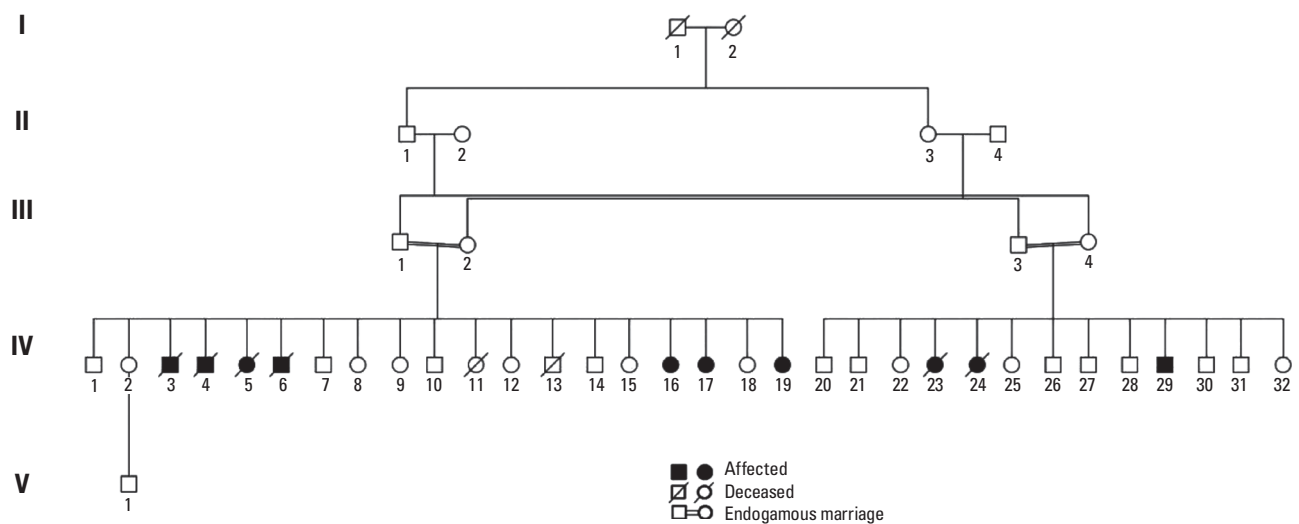 I
1 2
II
1 2 3 4
III
1 2 3 4
IV
1 2 3 4 5 6 7 8 9 10 11 12 13 14 15 16 17 18 19 20 21 22 23 24 25 26 27 28 29 30 31 32
V
1
Affected
Deceased
Endogamous marriage